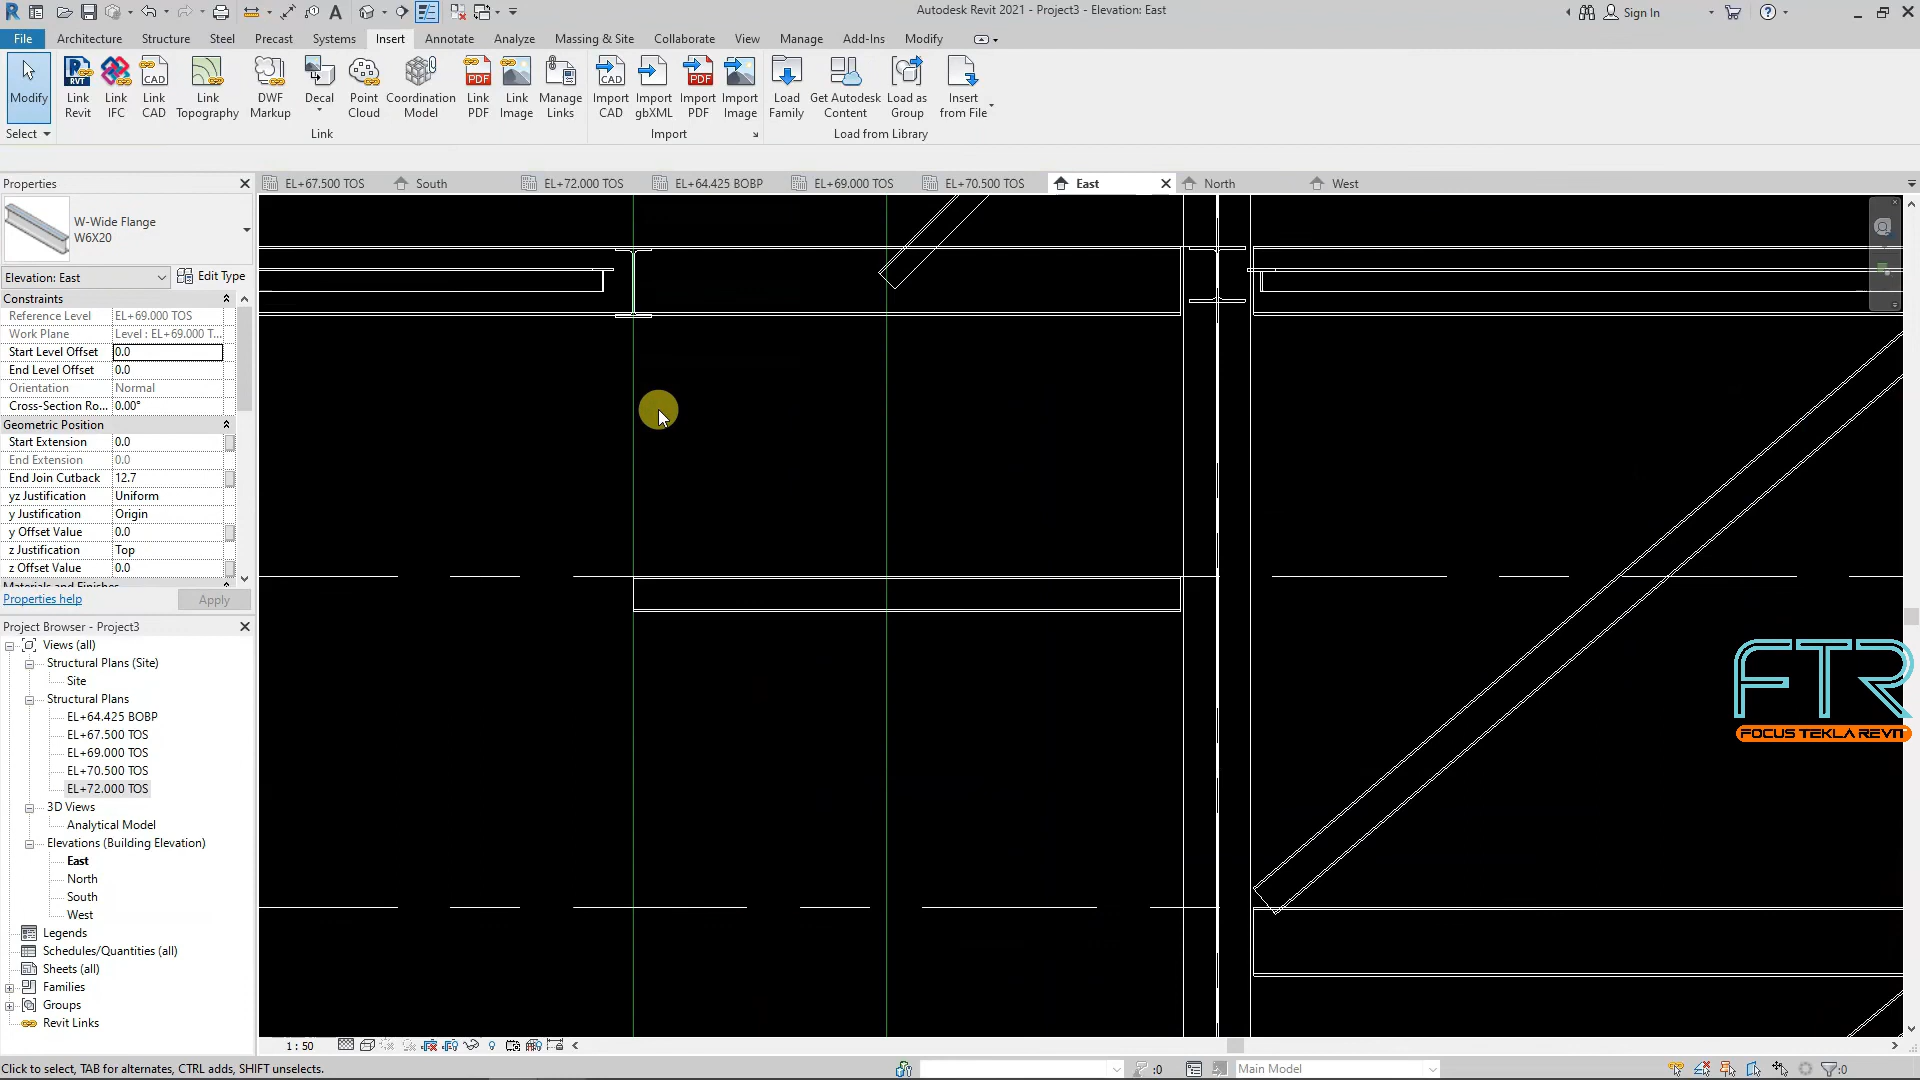 Autodesk Revit 2021 - Project3 - Elevation: East
Sign In
File Architecture Structure Steel Precast Systems Insert Annotate Analyze Massing & Site Collaborate View Manage Add-Ins Modify
Modify
Link Revit
Link IFC
Link CAD
Link Topography
DWF Markup
Decal
Point Cloud
Coordination Model
Link PDF
Link Image
Manage Links
Import CAD
Import gbXML
Import PDF
Import Image
Load Family
Get Autodesk Content
Load as Group
Insert from File
Select
Link
Import
Load from Library
Properties
EL+67.500 TOS
South
EL+72.000 TOS
EL+64.425 BOBP
EL+69.000 TOS
EL+70.500 TOS
East
North
West
W-Wide Flange
W6X20
Elevation: East
Edit Type
Constraints
Reference Level EL+69.000 TOS
Work Plane Level : EL+69.000 T...
Start Level Offset 0.0
End Level Offset 0.0
Orientation Normal
Cross-Section Ro... 0.00°
Geometric Position
Start Extension 0.0
End Extension 0.0
End Join Cutback 12.7
yz Justification Uniform
y Justification Origin
y Offset Value 0.0
z Justification Top
z Offset Value 0.0
Materials and Finishes
Properties help
Apply
Project Browser - Project3
Views (all)
Structural Plans (Site)
Site
Structural Plans
EL+64.425 BOBP
EL+67.500 TOS
EL+69.000 TOS
EL+70.500 TOS
EL+72.000 TOS
3D Views
Analytical Model
Elevations (Building Elevation)
East
North
South
West
Legends
Schedules/Quantities (all)
Sheets (all)
Families
Groups
Revit Links
FTR
FOCUS TEKLA REVIT
1 : 50
Click to select, TAB for alternates, CTRL adds, SHIFT unselects.
:0
Main Model
:0